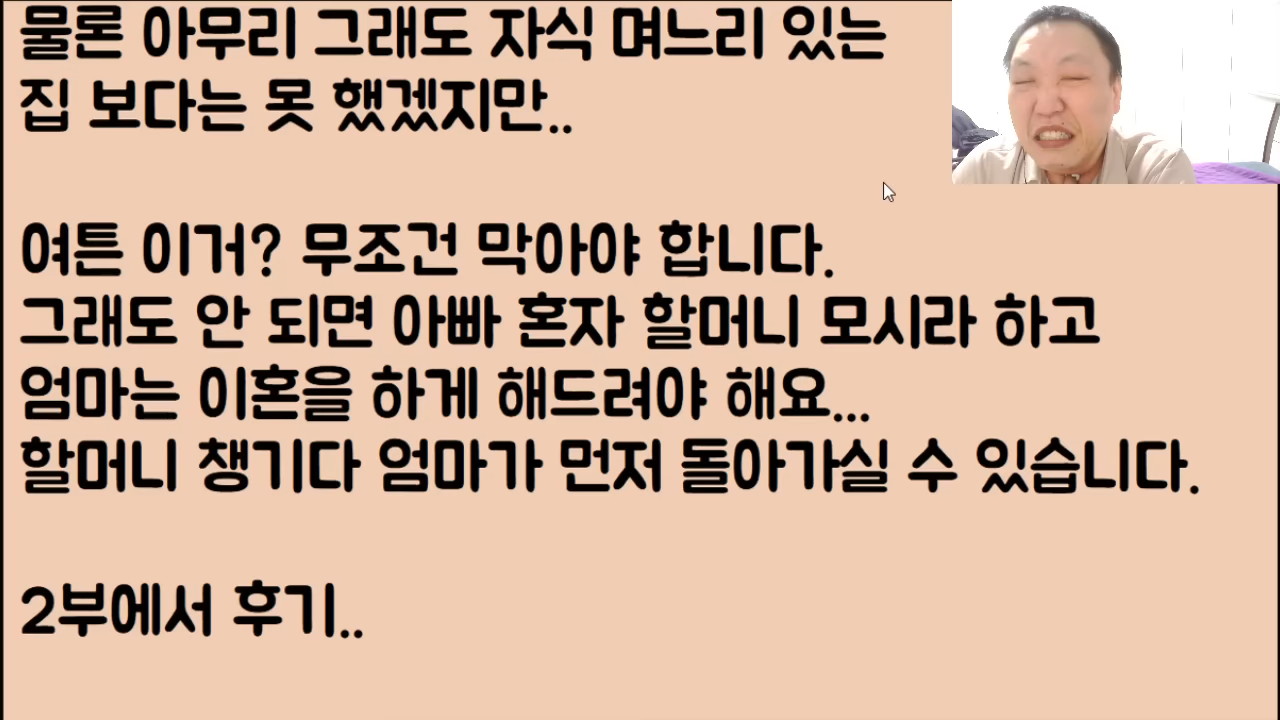 물론 아무리 그래도 자식 며느리 있는
집 보다는 못 했겠지만..
여튼 이거? 무조건 막아야 합니다.
그래도 안 되면 아빠 혼자 할머니 모시라 하고
엄마는 이혼을 하게 해드려야 해요...
할머니 챙기다 엄마가 먼저 돌아가실 수 있습니다.
2부에서 후기..